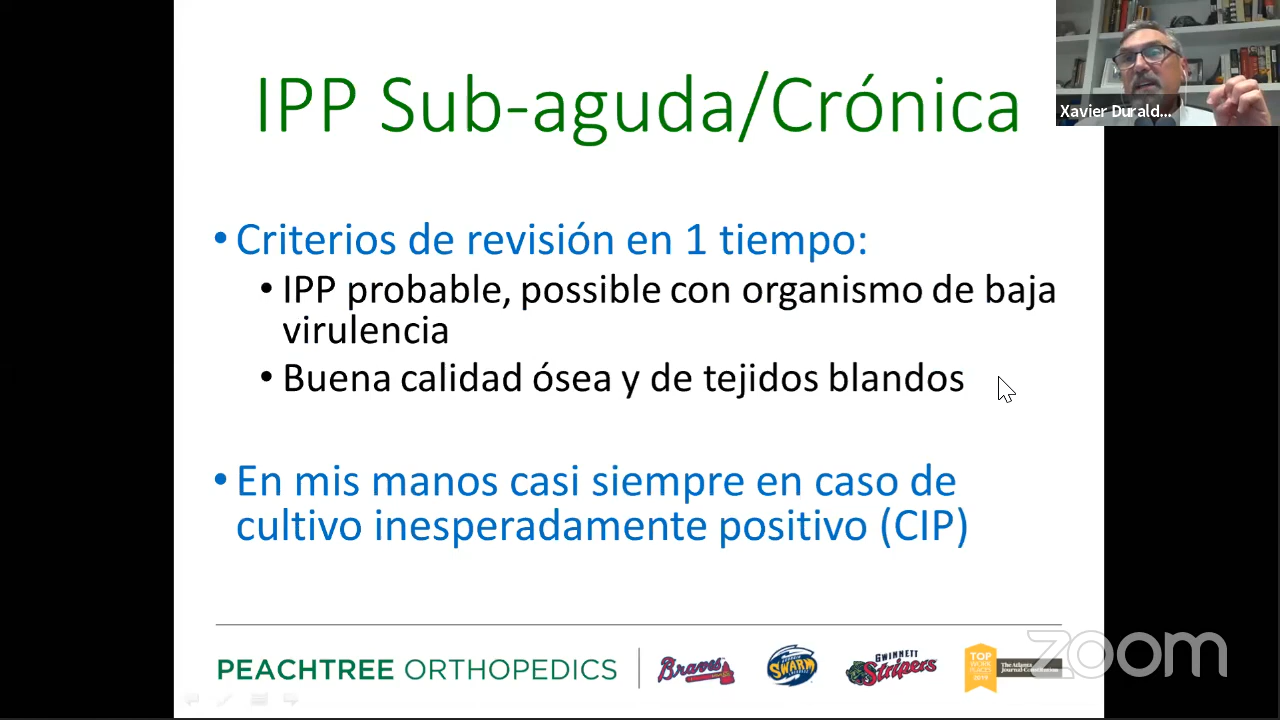 IPP Sub-aguda/Crónica
Xavier Durald...
• Criterios de revisión en 1 tiempo:
• IPP probable, possible con organismo de baja
virulencia
• Buena calidad ósea y de tejidos blandos
• En mis manos casi siempre en caso de
cultivo inesperadamente positivo (CIP)
PEACHTREE ORTHOPEDICS
Braves
SWARM
GWINNETT
Stripers
TOP
WORK
PLACES
2019
The Atlanta
Journal-Constitution
zoom